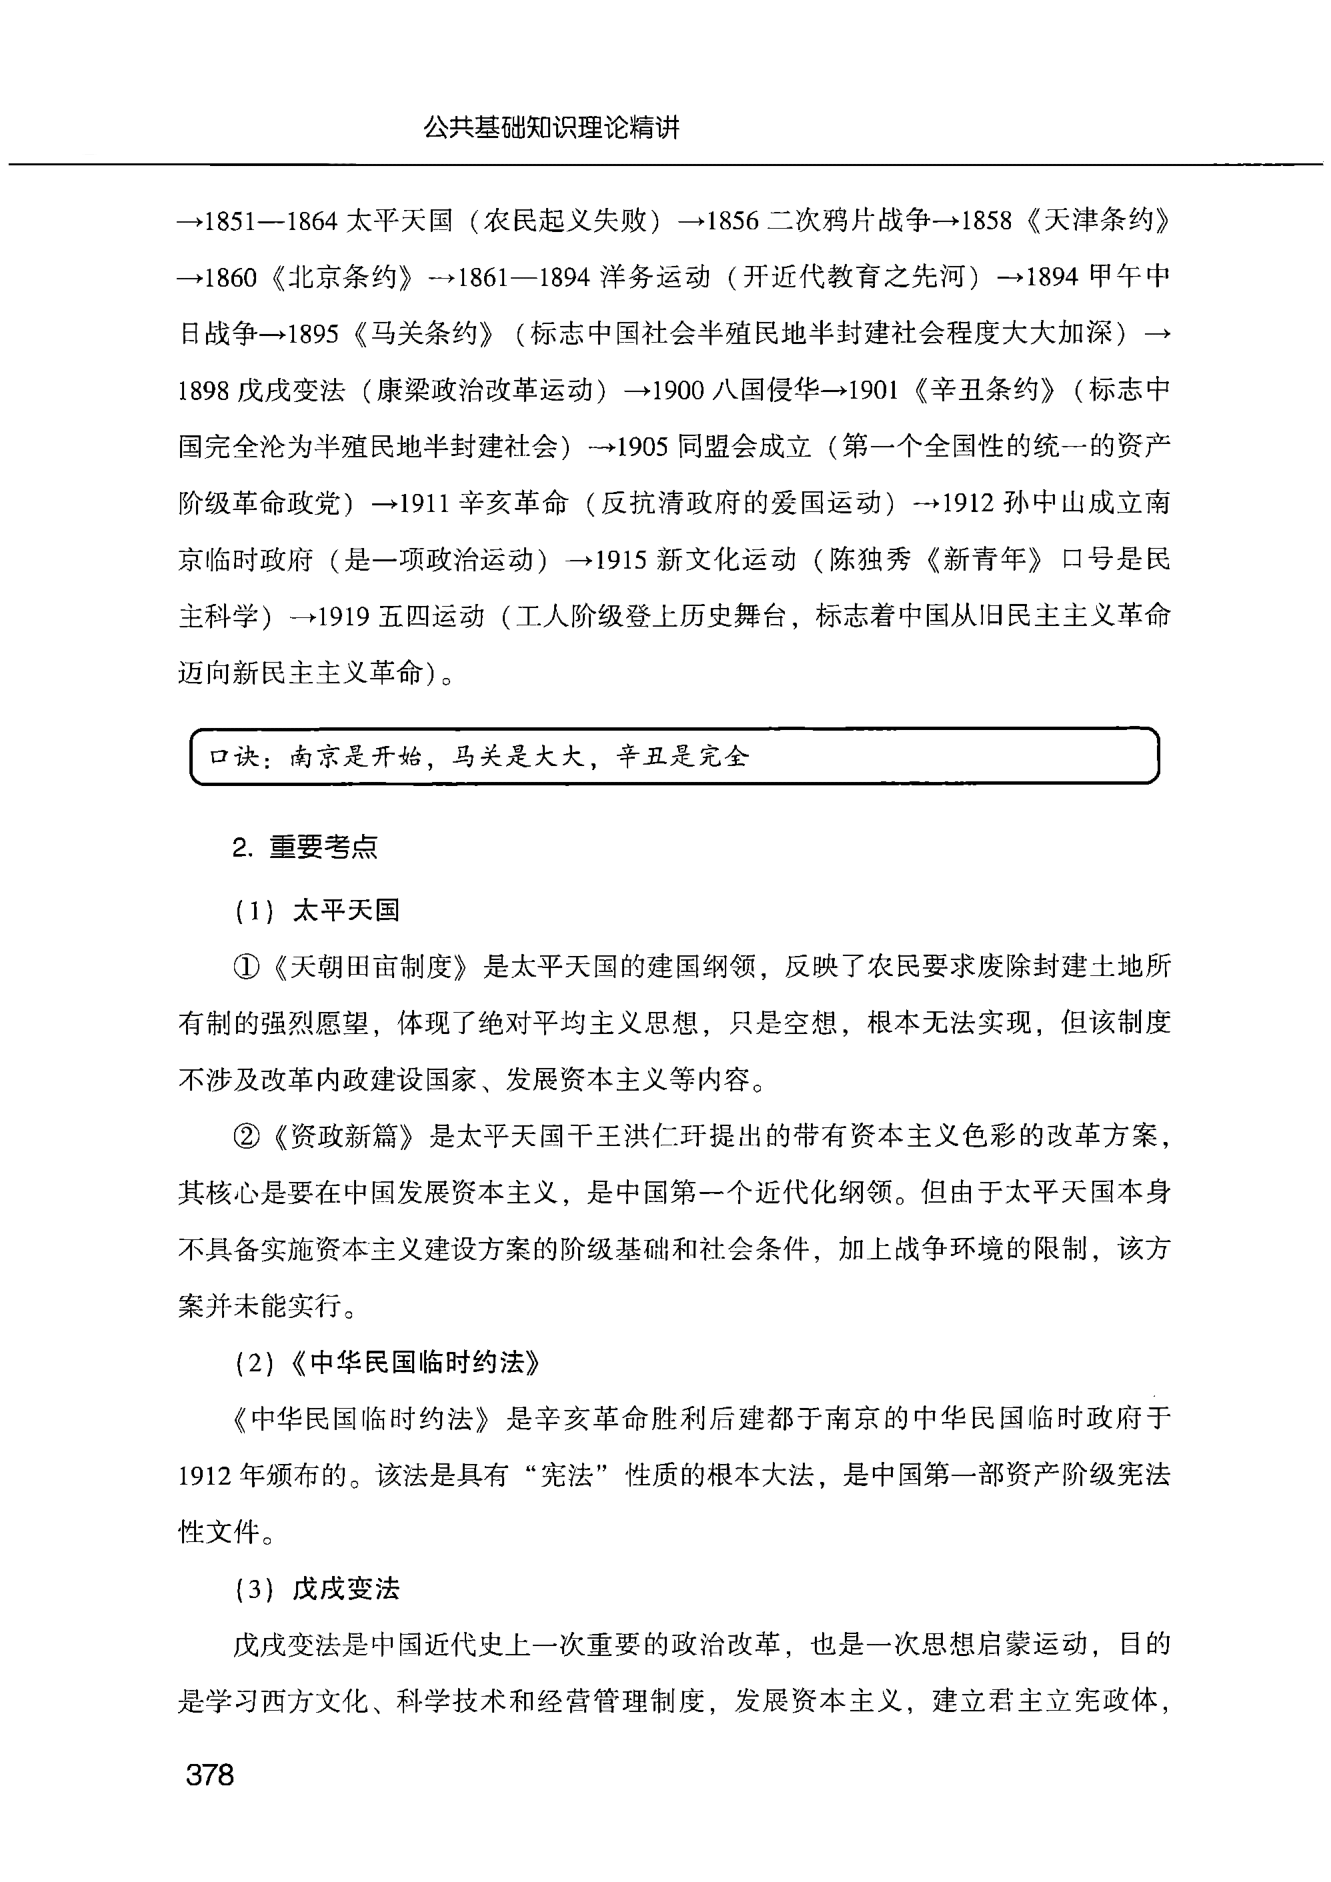 公共基础知识理论精讲
→1851—1864 太平天国（农民起义失败）→1856 二次鸦片战争→1858《天津条约》
→1860《北京条约》→1861—1894 洋务运动（开近代教育之先河）→1894 甲午中
日战争→1895《马关条约》（标志中国社会半殖民地半封建社会程度大大加深）→
1898 戊戌变法（康梁政治改革运动）→1900 八国侵华→1901《辛丑条约》（标志中
国完全沦为半殖民地半封建社会）→1905 同盟会成立（第一个全国性的统一的资产
阶级革命政党）→1911 辛亥革命（反抗清政府的爱国运动）→1912 孙中山成立南
京临时政府（是一项政治运动）→1915 新文化运动（陈独秀《新青年》口号是民
主科学）→1919 五四运动（工人阶级登上历史舞台，标志着中国从旧民主主义革命
迈向新民主主义革命）。
口诀：南京是开始，马关是大大，辛丑是完全
2. 重要考点
（1）太平天国
①《天朝田亩制度》是太平天国的建国纲领，反映了农民要求废除封建土地所
有制的强烈愿望，体现了绝对平均主义思想，只是空想，根本无法实现，但该制度
不涉及改革内政建设国家、发展资本主义等内容。
②《资政新篇》是太平天国干王洪仁玕提出的带有资本主义色彩的改革方案，
其核心是要在中国发展资本主义，是中国第一个近代化纲领。但由于太平天国本身
不具备实施资本主义建设方案的阶级基础和社会条件，加上战争环境的限制，该方
案并未能实行。
（2）《中华民国临时约法》
《中华民国临时约法》是辛亥革命胜利后建都于南京的中华民国临时政府于
1912 年颁布的。该法是具有“宪法”性质的根本大法，是中国第一部资产阶级宪法
性文件。
（3）戊戌变法
戊戌变法是中国近代史上一次重要的政治改革，也是一次思想启蒙运动，目的
是学习西方文化、科学技术和经营管理制度，发展资本主义，建立君主立宪政体，
378